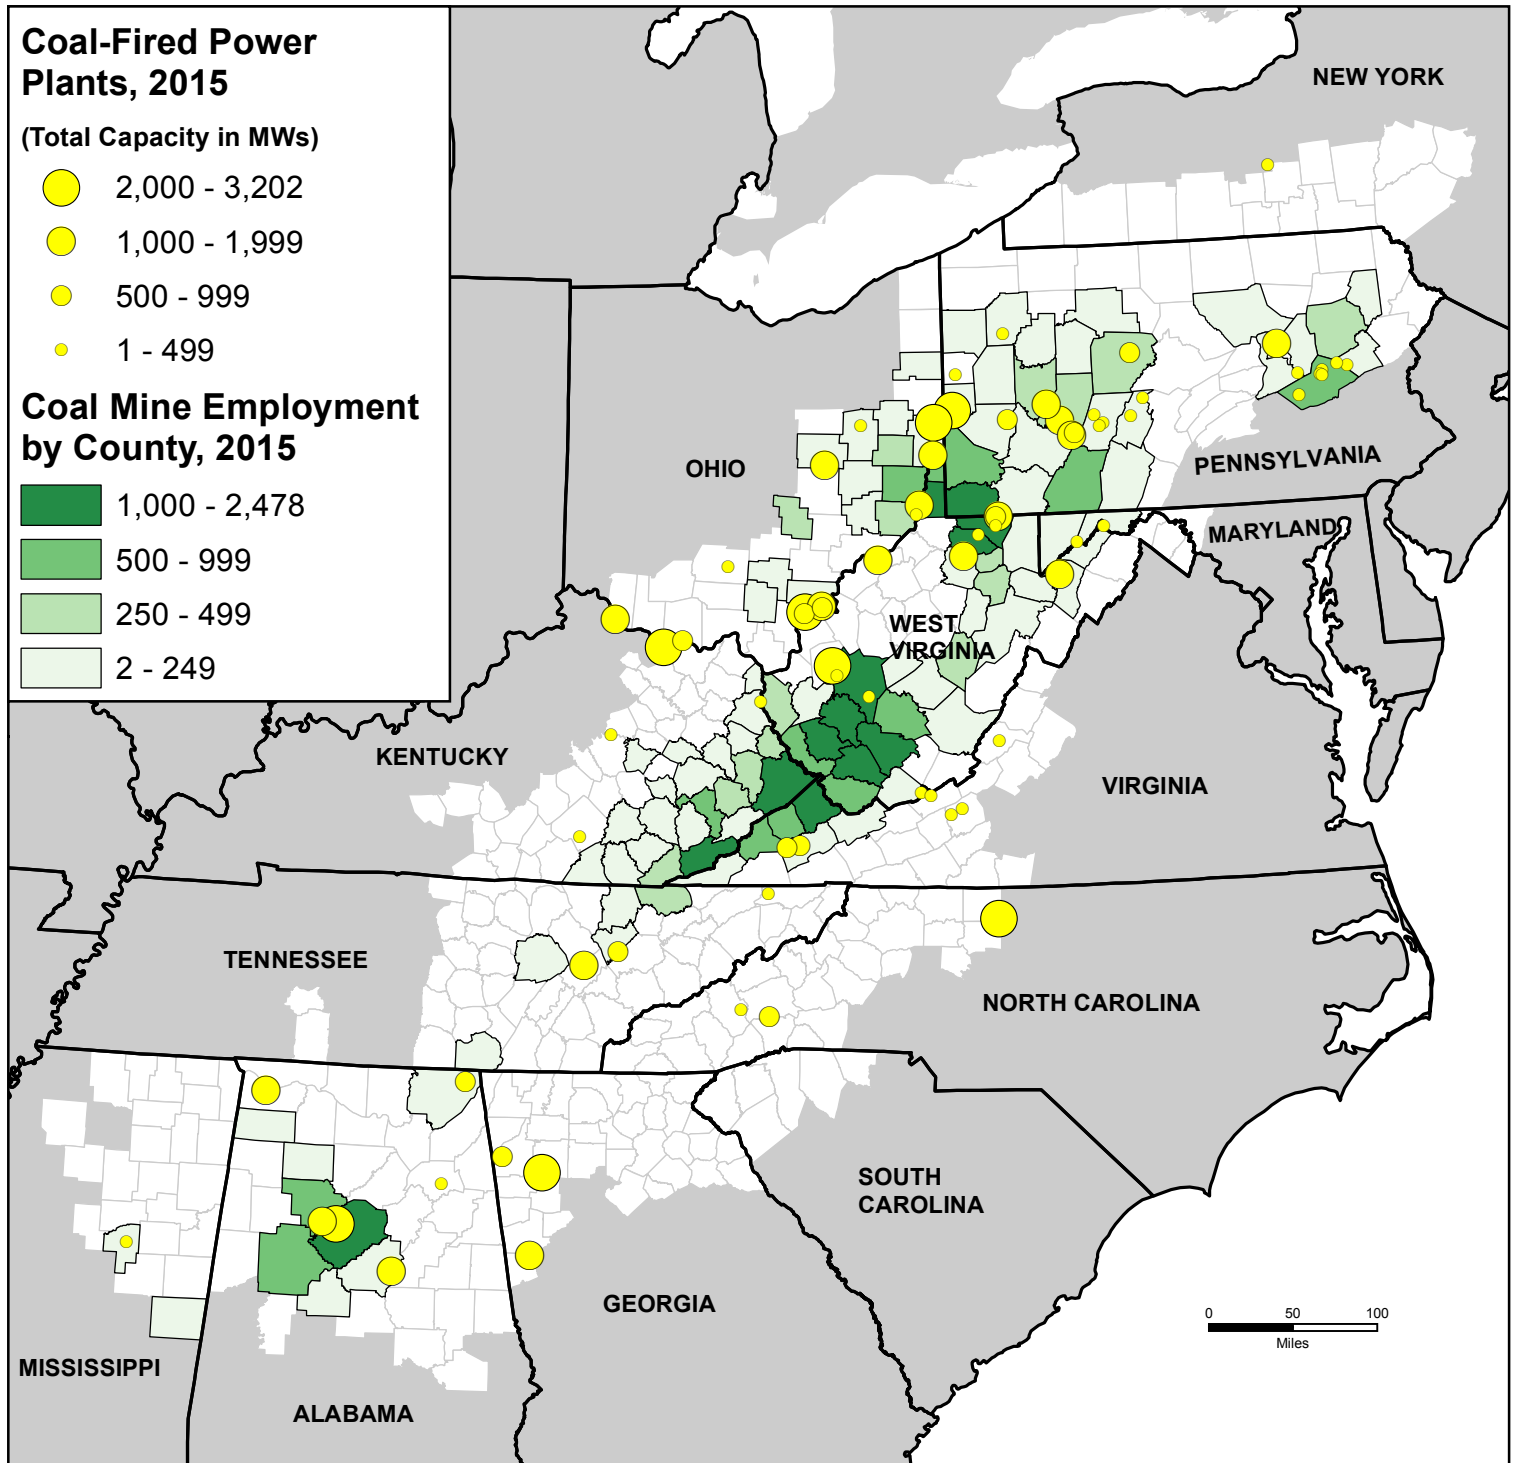 Coal-Fired Power
Plants, 2015
(Total Capacity in MWs)
2,000 - 3,202
1,000 - 1,999
500 - 999
1 - 499
Coal Mine Employment
by County, 2015
1,000 - 2,478
500 - 999
250 - 499
2 - 249
NEW YORK
PENNSYLVANIA
OHIO
MARYLAND
WEST
VIRGINIA
KENTUCKY
VIRGINIA
TENNESSEE
NORTH CAROLINA
SOUTH
CAROLINA
GEORGIA
MISSISSIPPI
ALABAMA
0 50 100
Miles